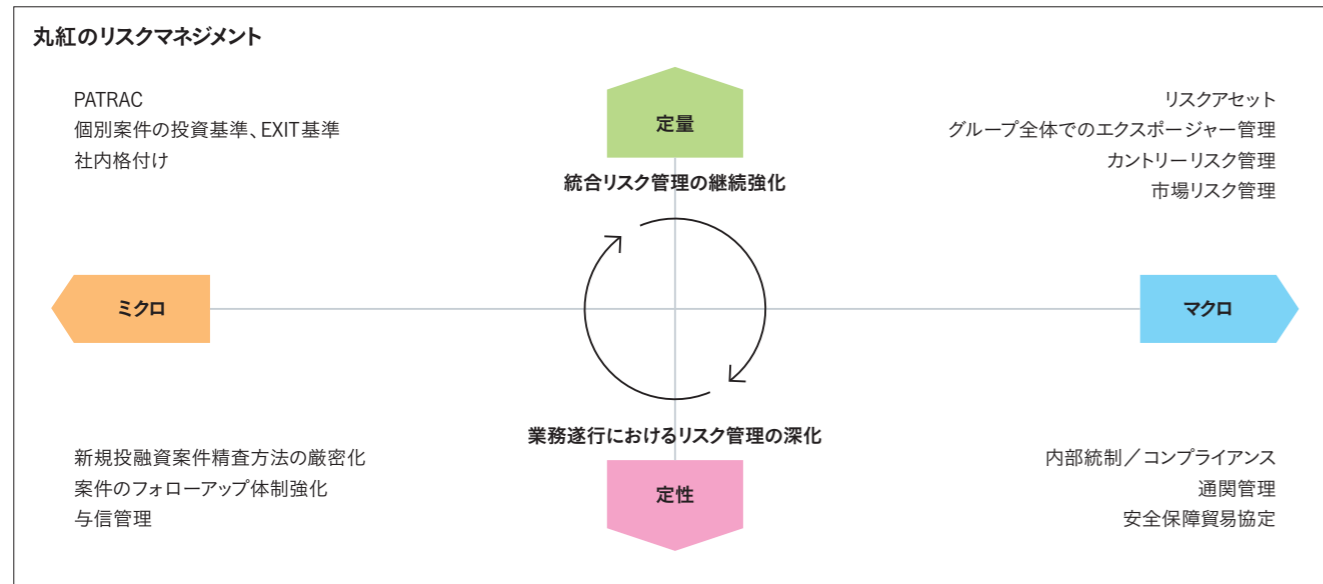 丸紅のリスクマネジメント
PATRAC
個別案件の投資基準、EXIT基準
社内格付け
定量
リスクアセット
グループ全体でのエクスポージャー管理
カントリーリスク管理
市場リスク管理
統合リスク管理の継続強化
ミクロ
マクロ
業務遂行におけるリスク管理の深化
新規投融資案件精査方法の厳密化
案件のフォローアップ体制強化
与信管理
定性
内部統制／コンプライアンス
通関管理
安全保障貿易協定